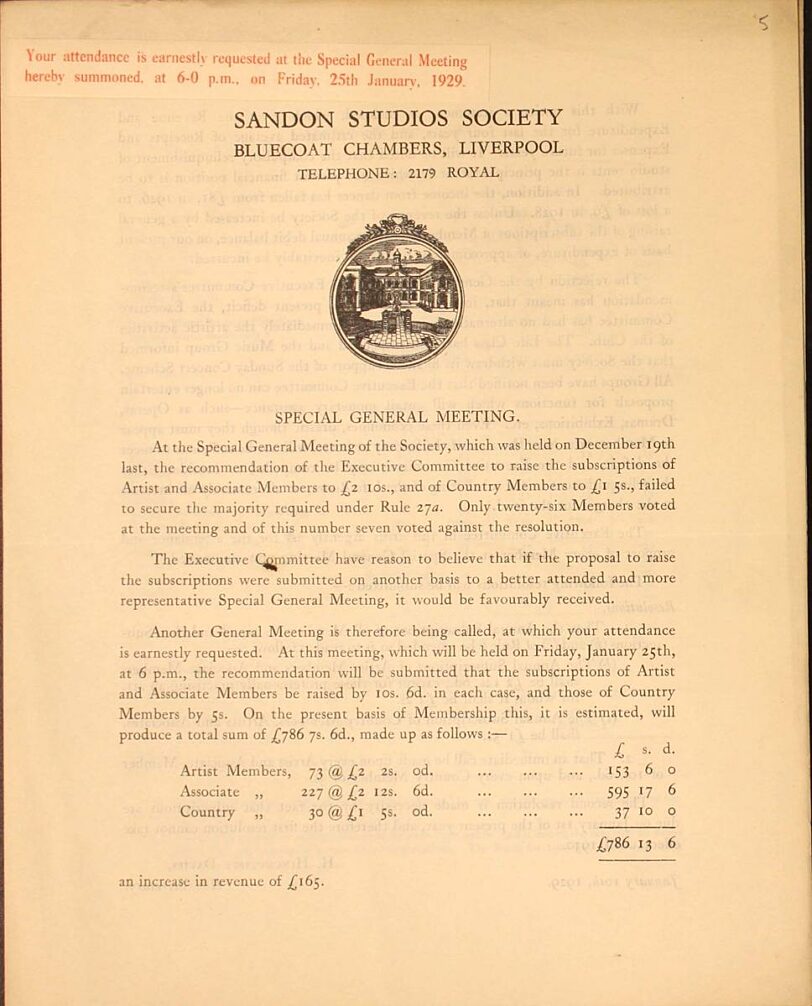 5
Your attendance is earnestly requested at the Special General Meeting
hereby summoned, at 6-0 p.m., on Friday, 25th January, 1929.
SANDON STUDIOS SOCIETY
BLUECOAT CHAMBERS, LIVERPOOL
TELEPHONE: 2179 ROYAL
SPECIAL GENERAL MEETING.
At the Special General Meeting of the Society, which was held on December 19th
last, the recommendation of the Executive Committee to raise the subscriptions of
Artist and Associate Members to £2 10s., and of Country Members to £1 5s., failed
to secure the majority required under Rule 27a. Only twenty-six Members voted
at the meeting and of this number seven voted against the resolution.
The Executive Committee have reason to believe that if the proposal to raise
the subscriptions were submitted on another basis to a better attended and more
representative Special General Meeting, it would be favourably received.
Another General Meeting is therefore being called, at which your attendance
is earnestly requested. At this meeting, which will be held on Friday, January 25th,
at 6 p.m., the recommendation will be submitted that the subscriptions of Artist
and Associate Members be raised by 10s. 6d. in each case, and those of Country
Members by 5s. On the present basis of Membership this, it is estimated, will
produce a total sum of £786 7s. 6d., made up as follows :—
£ s. d.
Artist Members, 73 @ £2 2s. 0d. ... ... ... 153 6 0
Associate „ 227 @ £2 12s. 6d. ... ... ... 595 17 6
Country „ 30 @ £1 5s. 0d. ... ... ... 37 10 0
£786 13 6
an increase in revenue of £165.